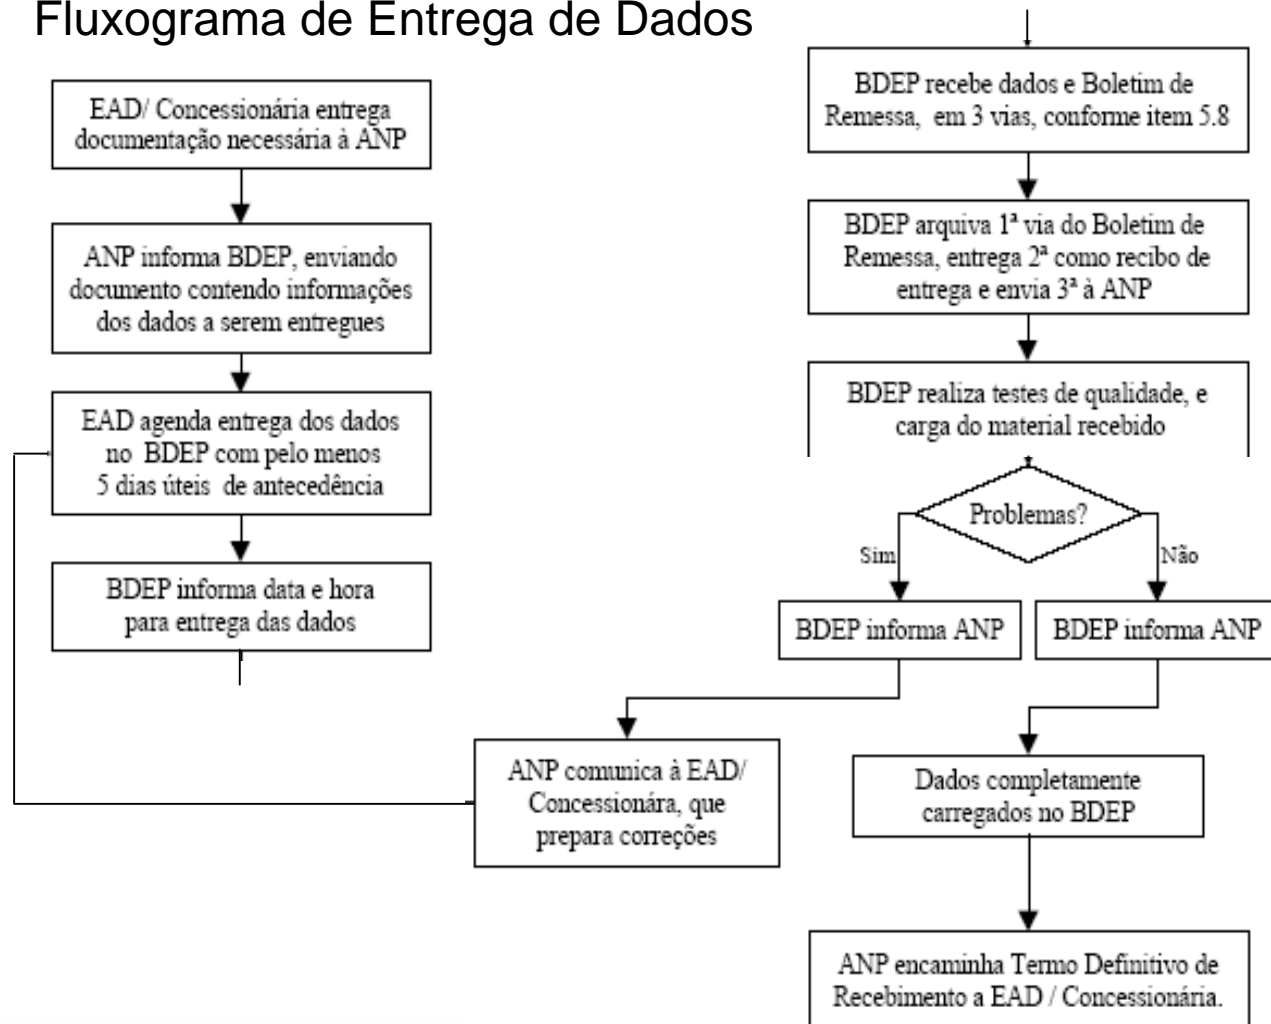 Fluxograma de Entrega de Dados
EAD/ Concessionária entrega
documentação necessária à ANP
ANP informa BDEP, enviando
documento contendo informações
dos dados a serem entregues
EAD agenda entrega dos dados
no BDEP com pelo menos
5 dias úteis de antecedência
BDEP informa data e hora
para entrega das dados
BDEP recebe dados e Boletim de
Remessa, em 3 vias, conforme item 5.8
BDEP arquiva 1ª via do Boletim de
Remessa, entrega 2ª como recibo de
entrega e envia 3ª à ANP
BDEP realiza testes de qualidade, e
carga do material recebido
Problemas?
Sim
Não
BDEP informa ANP
BDEP informa ANP
ANP comunica à EAD/
Concessionára, que
prepara correções
Dados completamente
carregados no BDEP
ANP encaminha Termo Definitivo de
Recebimento a EAD / Concessionária.